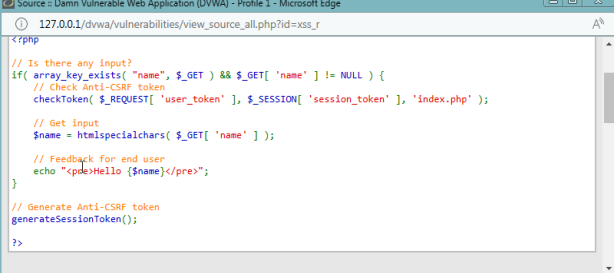 Source :: Damn Vulnerable Web Application (DVWA) - Profile 1 - Microsoft Edge
127.0.0.1/dvwa/vulnerabilities/view_source_all.php?id=xss_r
<?php
// Is there any input?
if( array_key_exists( "name", $_GET ) && $_GET[ 'name' ] != NULL ) {
    // Check Anti-CSRF token
    checkToken( $_REQUEST[ 'user_token' ], $_SESSION[ 'session_token' ], 'index.php' );
    // Get input
    $name = htmlspecialchars( $_GET[ 'name' ] );
    // Feedback for end user
    echo "<pre>Hello {$name}</pre>";
}
// Generate Anti-CSRF token
generateSessionToken();
?>